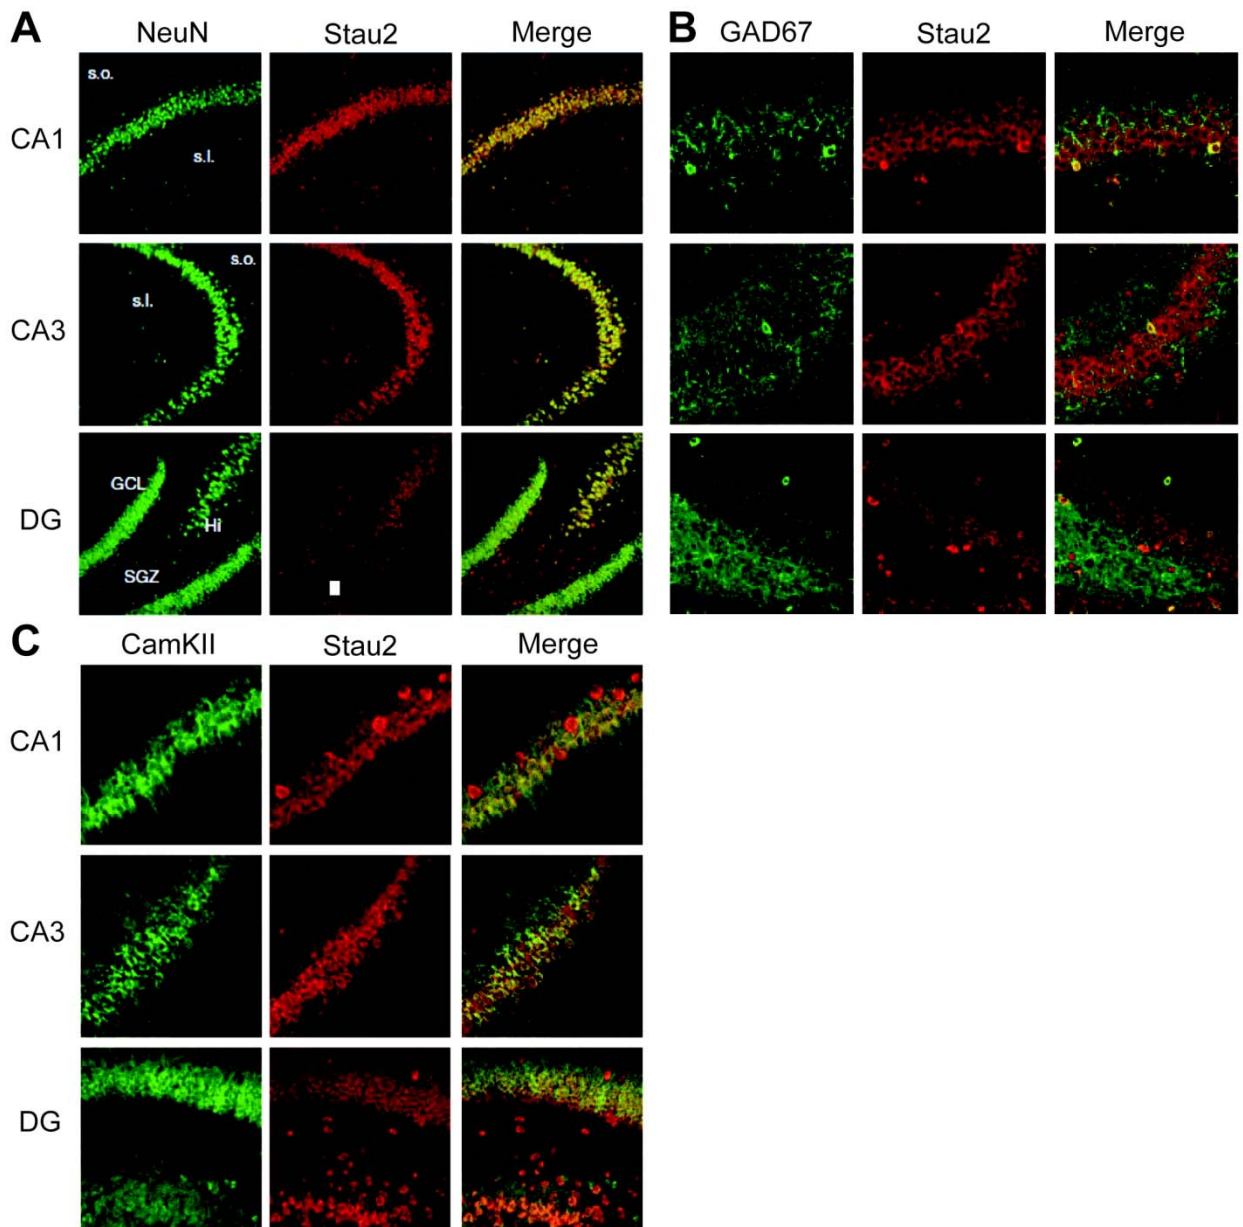 A
NeuN Stau2 Merge
CA1
s.o.
s.l.
CA3
s.o.
s.l.
DG
GCL
Hi
SGZ
B
GAD67 Stau2 Merge
C
CamKII Stau2 Merge
CA1
CA3
DG